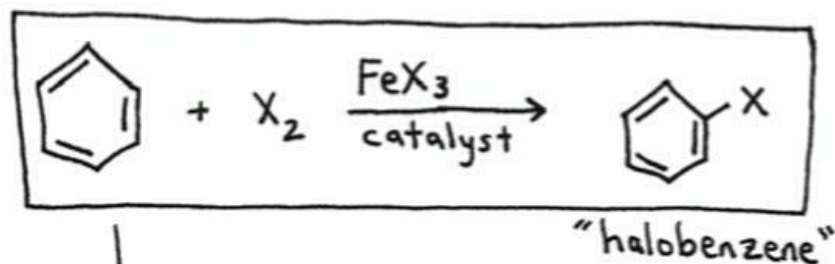 + X₂ FeX₃ X
catalyst
"halobenzene"